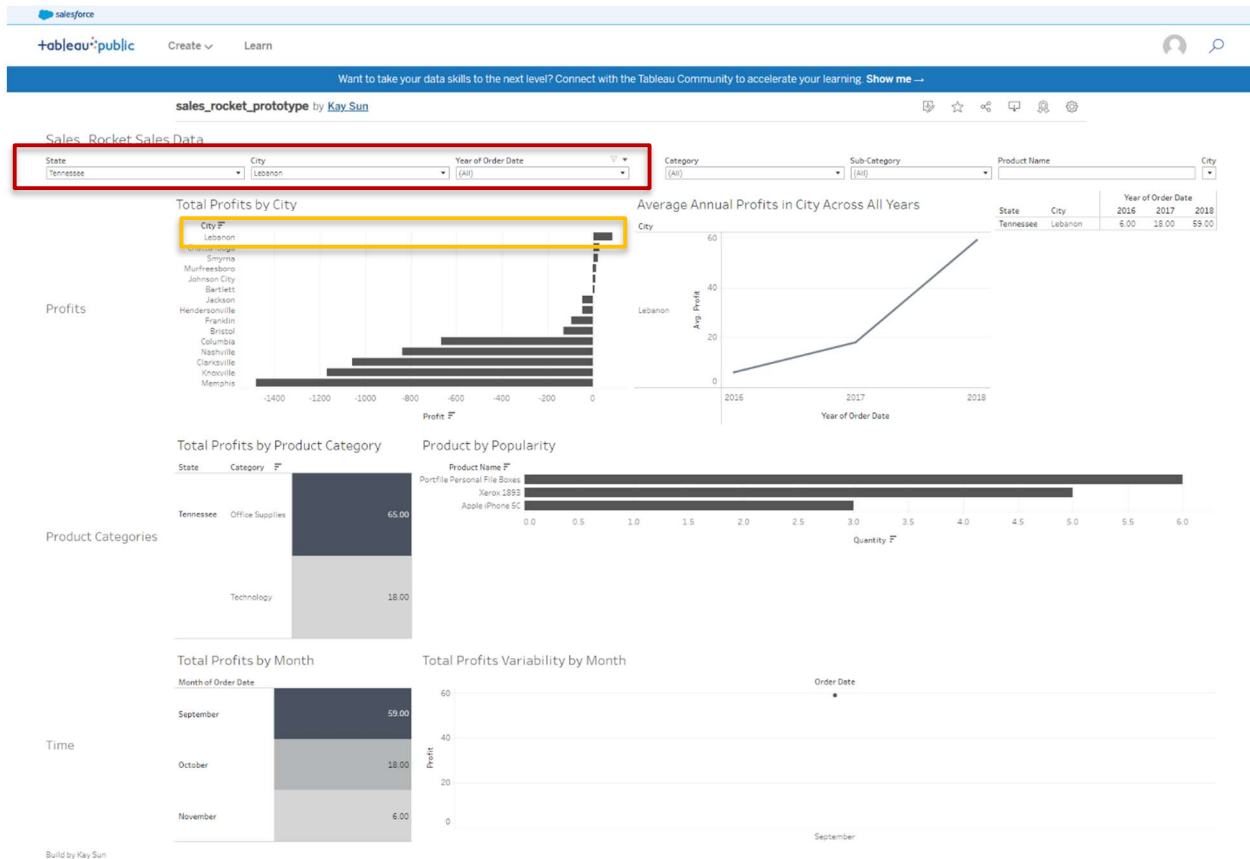 salesforce
+ableau public Create Learn
Want to take your data skills to the next level? Connect with the Tableau Community to accelerate your learning. Show me →
sales_rocket_prototype by Kay Sun
Sales_Rocket Sales Data
State City Year of Order Date Category Sub-Category Product Name City
Tennessee Lebanon (All) (All) (All)
Total Profits by City
City
Lebanon
Chattanooga
Smyrna
Murfreesboro
Johnson City
Bartlett
Jackson
Hendersonville
Franklin
Bristol
Columbia
Nashville
Clarksville
Knoxville
Memphis
-1400 -1200 -1000 -800 -600 -400 -200 0
Profit
Average Annual Profits in City Across All Years
City
Lebanon
Avg. Profit
60
40
20
0
2016 2017 2018
Year of Order Date
Year of Order Date
State City 2016 2017 2018
Tennessee Lebanon 6.00 18.00 59.00
Profits
Total Profits by Product Category
State Category
Tennessee Office Supplies 65.00
Technology 18.00
Product by Popularity
Product Name
Portfile Personal File Boxes
Xerox 1893
Apple iPhone 5C
0.0 0.5 1.0 1.5 2.0 2.5 3.0 3.5 4.0 4.5 5.0 5.5 6.0
Quantity
Product Categories
Total Profits by Month
Month of Order Date
September 59.00
October 18.00
November 6.00
Total Profits Variability by Month
Order Date
Profit
60
40
20
0
September
Time
Build by Kay Sun